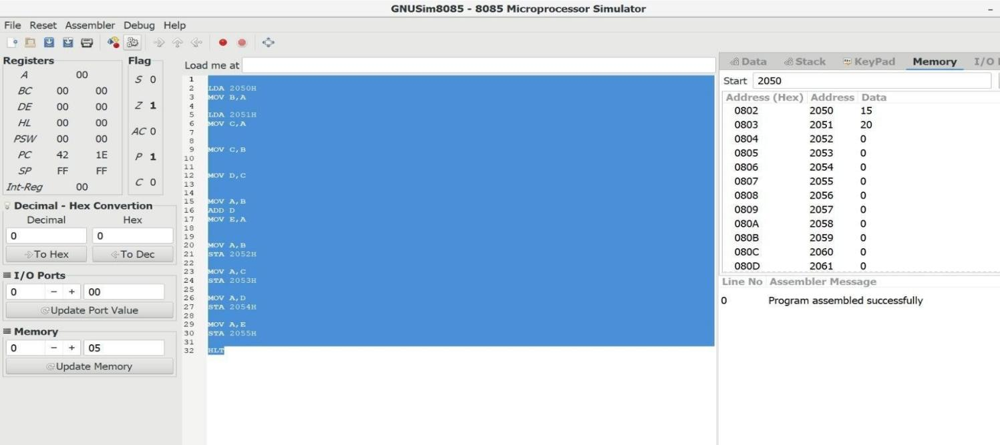 GNUSim8085 - 8085 Microprocessor Simulator
File Reset Assembler Debug Help
Registers
A 00
BC 00 00
DE 00 00
HL 00 00
PSW 00 00
PC 42 1E
SP FF FF
Int-Reg 00
Flag
S 0
Z 1
AC 0
P 1
C 0
Decimal - Hex Convertion
Decimal Hex
0 0
To Hex To Dec
I/O Ports
0 - + 00
Update Port Value
Memory
0 - + 05
Update Memory
Load me at
1
2 LDA 2050H
3 MOV B,A
4
5 LDA 2051H
6 MOV C,A
7
8
9 MOV C,B
10
11
12 MOV D,C
13
14
15 MOV A,B
16 ADD D
17 MOV E,A
18
19
20 MOV A,B
21 STA 2052H
22
23 MOV A,C
24 STA 2053H
25
26 MOV A,D
27 STA 2054H
28
29 MOV A,E
30 STA 2055H
31
32 HLT
Data Stack KeyPad Memory I/O
Start 2050
Address (Hex) Address Data
0802 2050 15
0803 2051 20
0804 2052 0
0805 2053 0
0806 2054 0
0807 2055 0
0808 2056 0
0809 2057 0
080A 2058 0
080B 2059 0
080C 2060 0
080D 2061 0
Line No Assembler Message
0 Program assembled successfully